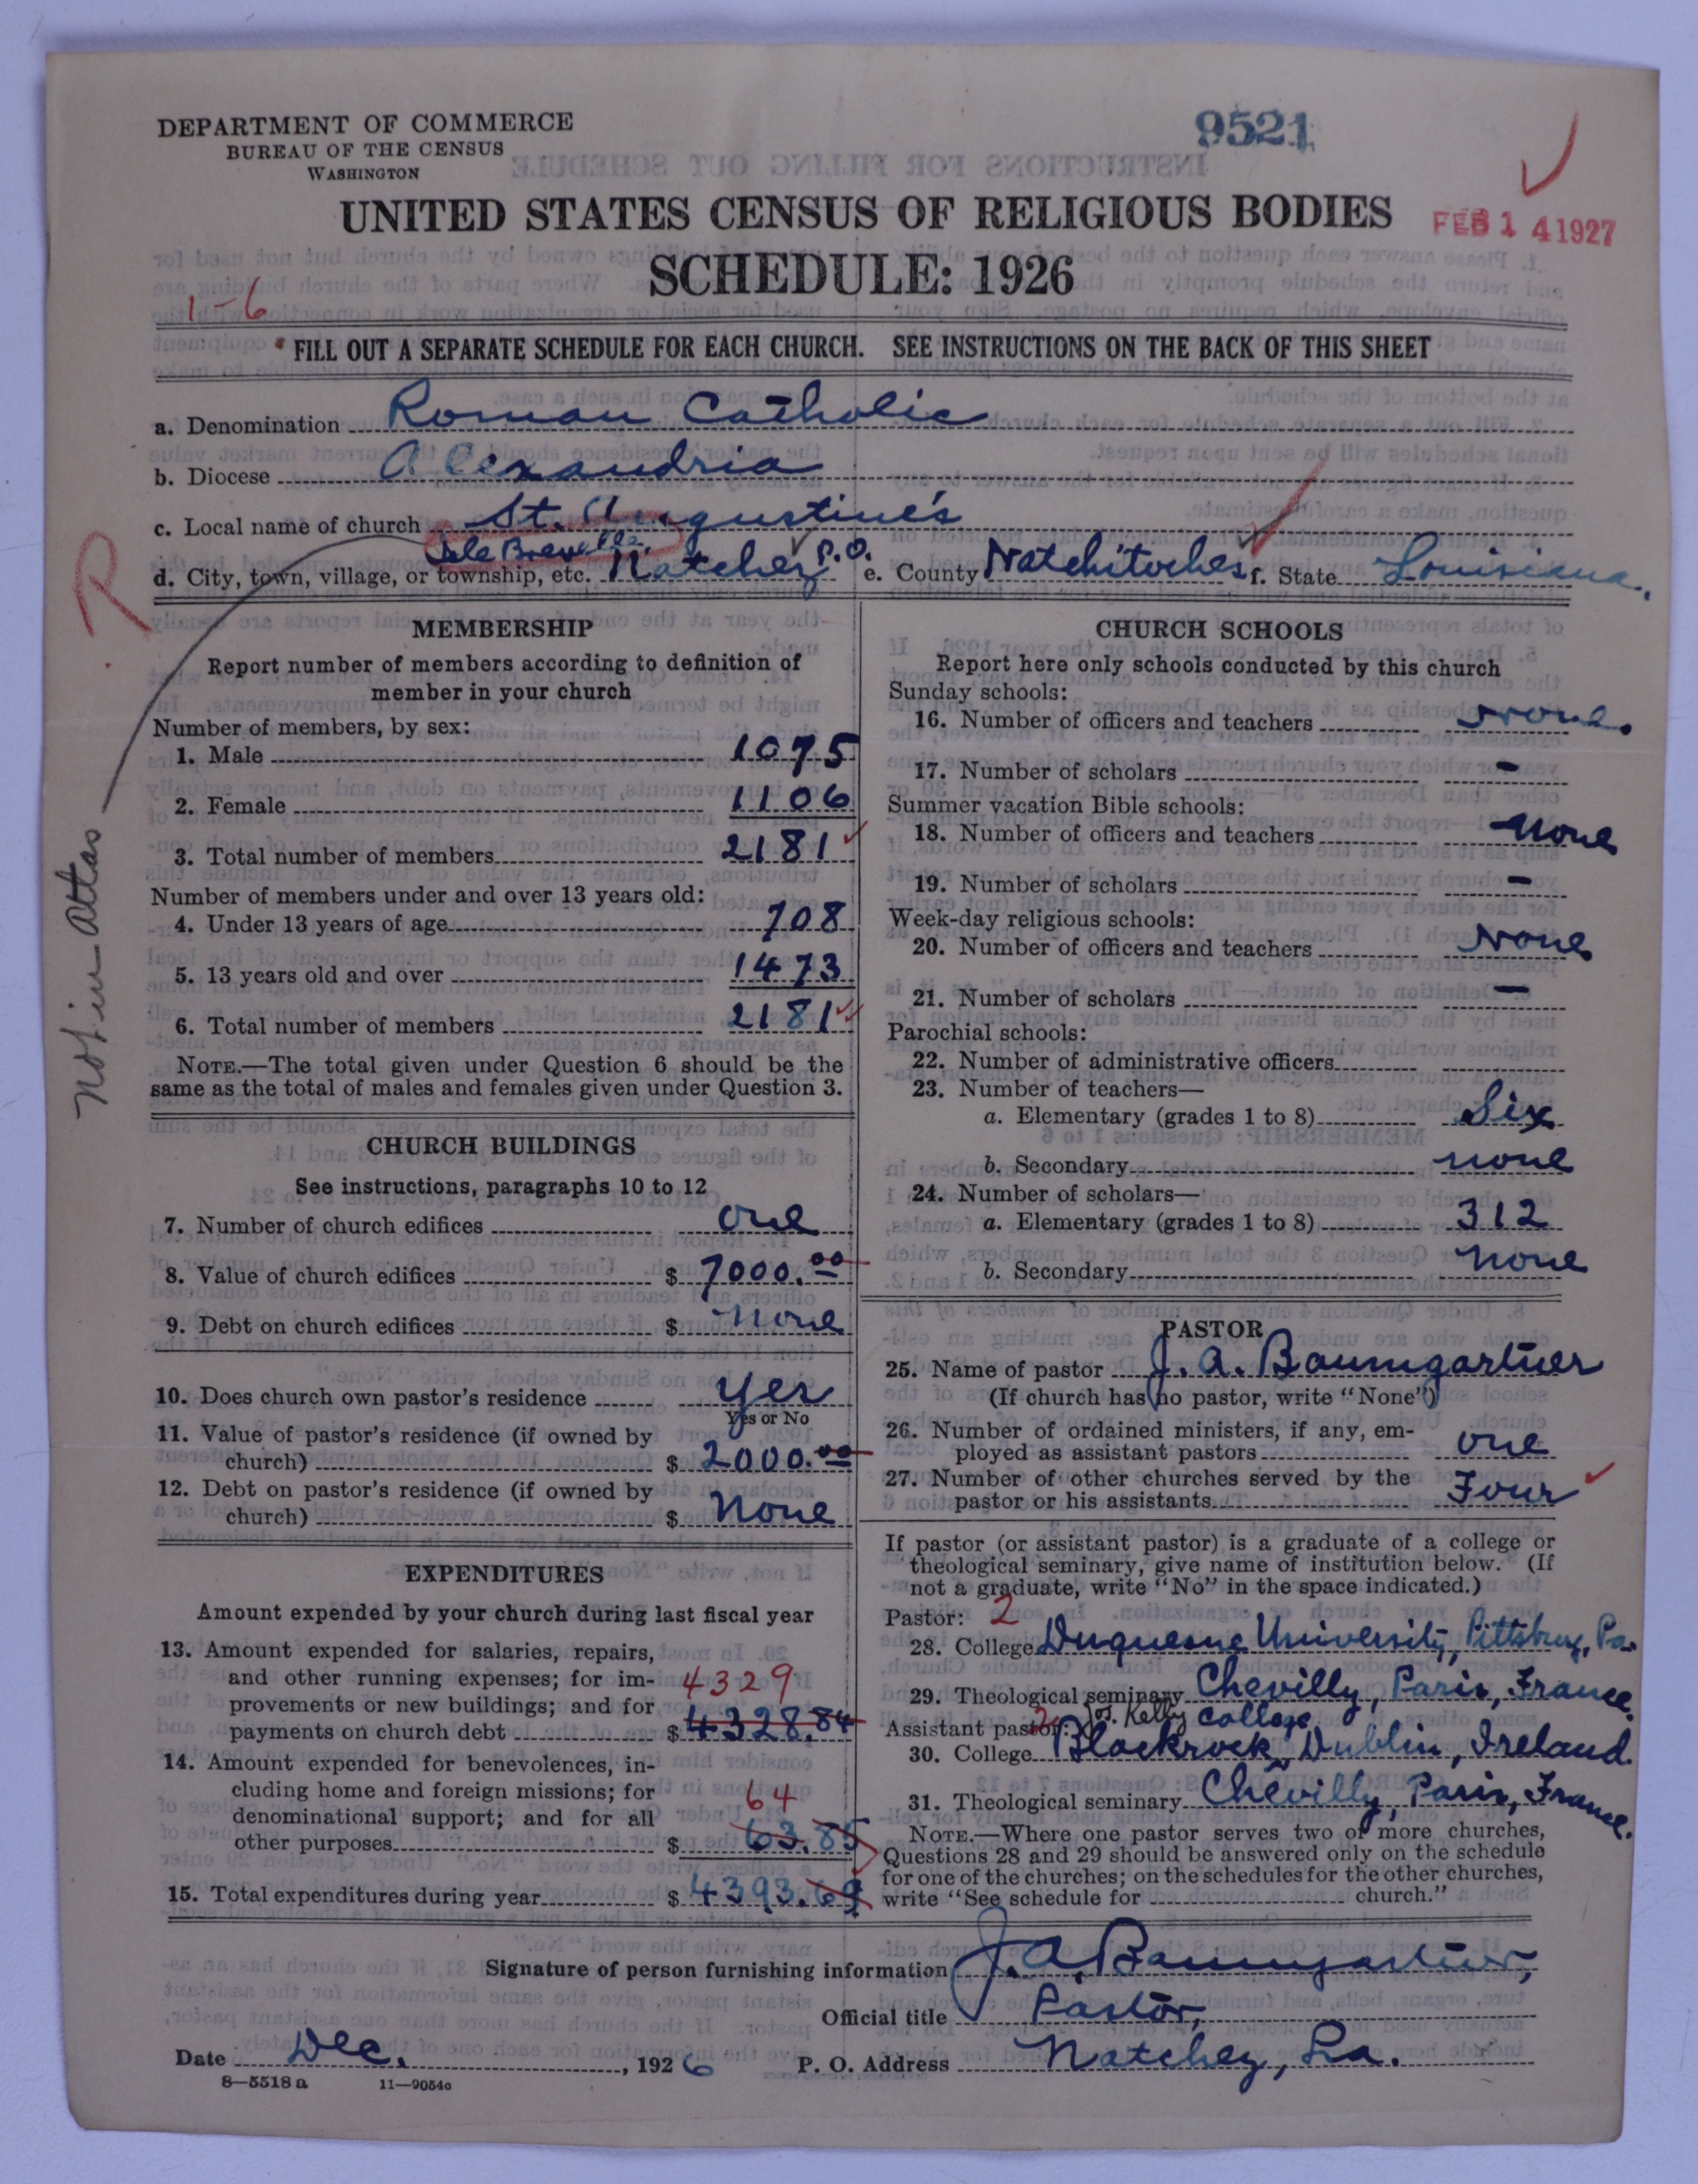 DEPARTMENT OF COMMERCE
BUREAU OF THE CENSUS
WASHINGTON
9521
UNITED STATES CENSUS OF RELIGIOUS BODIES
FEB 14 1927
SCHEDULE: 1926
1-6
FILL OUT A SEPARATE SCHEDULE FOR EACH CHURCH. SEE INSTRUCTIONS ON THE BACK OF THIS SHEET
a. Denomination Roman Catholic
b. Diocese Alexandria
c. Local name of church St. Augustine's
Isle Brevelle
d. City, town, village, or township, etc. Natchez P.O. e. County Natchitoches f. State Louisiana.
R
Not in Atlas
MEMBERSHIP
Report number of members according to definition of
member in your church
Number of members, by sex:
1. Male 1075
2. Female 1106
3. Total number of members 2181
Number of members under and over 13 years old:
4. Under 13 years of age 708
5. 13 years old and over 1473
6. Total number of members 2181
NOTE.—The total given under Question 6 should be the
same as the total of males and females given under Question 3.
CHURCH BUILDINGS
See instructions, paragraphs 10 to 12
7. Number of church edifices one
8. Value of church edifices $ 7000.00
9. Debt on church edifices $ none
10. Does church own pastor's residence yes
Yes or No
11. Value of pastor's residence (if owned by
church) $ 2000.00
12. Debt on pastor's residence (if owned by
church) $ None
EXPENDITURES
Amount expended by your church during last fiscal year
13. Amount expended for salaries, repairs,
and other running expenses; for im- 4329
provements or new buildings; and for
payments on church debt $ 4328.84
14. Amount expended for benevolences, in-
cluding home and foreign missions; for 64
denominational support; and for all
other purposes $ 63.85
15. Total expenditures during year $ 4393.69
CHURCH SCHOOLS
Report here only schools conducted by this church
Sunday schools:
16. Number of officers and teachers None.
17. Number of scholars -
Summer vacation Bible schools:
18. Number of officers and teachers None
19. Number of scholars -
Week-day religious schools:
20. Number of officers and teachers None
21. Number of scholars -
Parochial schools:
22. Number of administrative officers
23. Number of teachers—
a. Elementary (grades 1 to 8) Six
b. Secondary none
24. Number of scholars—
a. Elementary (grades 1 to 8) 312
b. Secondary none
PASTOR
25. Name of pastor J. A. Baumgartner
(If church has no pastor, write "None")
26. Number of ordained ministers, if any, em-
ployed as assistant pastors one
27. Number of other churches served by the
pastor or his assistants Four
If pastor (or assistant pastor) is a graduate of a college or
theological seminary, give name of institution below. (If
not a graduate, write "No" in the space indicated.)
Pastor: 2
28. College Duquesne University, Pittsburg, Pa.
29. Theological seminary Chevilly, Paris, France.
Assistant pastor: 2 Jos. Kelly College
30. College Blackrock, Dublin, Ireland.
31. Theological seminary Chevilly, Paris, France.
NOTE.—Where one pastor serves two or more churches,
Questions 28 and 29 should be answered only on the schedule
for one of the churches; on the schedules for the other churches,
write "See schedule for church."
Signature of person furnishing information J. A. Baumgartner,
Official title Pastor,
Date Dec. , 1926 P. O. Address Natchez, La.
8—5518 a 11—9054c